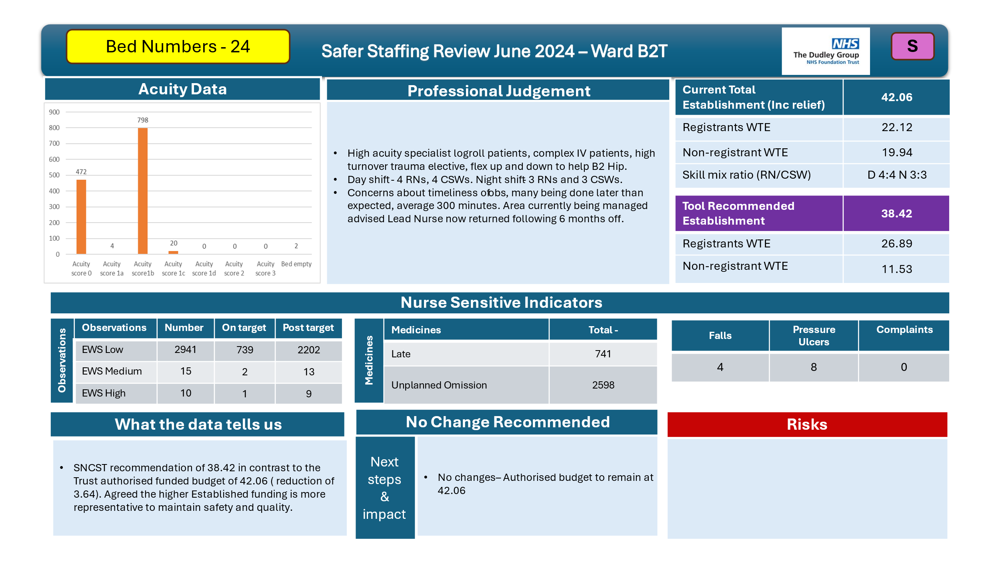 Bed Numbers - 24
Safer Staffing Review June 2024 – Ward B2T
NHS
The Dudley Group
NHS Foundation Trust
S
Acuity Data
900
800
700
600
500
400
300
200
100
0
472
4
798
20
0
0
0
2
Acuity score 0
Acuity score 1a
Acuity score1b
Acuity score 1c
Acuity score 1d
Acuity score 2
Acuity score 3
Bed empty
Professional Judgement
• High acuity specialist logroll patients, complex IV patients, high
turnover trauma elective, flex up and down to help B2 Hip.
• Day shift - 4 RNs, 4 CSWs. Night shift- 3 RNs and 3 CSWs.
• Concerns about timeliness of obs, many being done later than
expected, average 300 minutes. Area currently being managed
advised Lead Nurse now returned following 6 months off.
Current Total
Establishment (Inc relief) 42.06
Registrants WTE 22.12
Non-registrant WTE 19.94
Skill mix ratio (RN/CSW) D 4:4 N 3:3
Tool Recommended
Establishment 38.42
Registrants WTE 26.89
Non-registrant WTE 11.53
Nurse Sensitive Indicators
Observations
Observations Number On target Post target
EWS Low 2941 739 2202
EWS Medium 15 2 13
EWS High 10 1 9
Medicines
Medicines Total -
Late 741
Unplanned Omission 2598
Falls Pressure Ulcers Complaints
4 8 0
What the data tells us
• SNCST recommendation of 38.42 in contrast to the
Trust authorised funded budget of 42.06 ( reduction of
3.64). Agreed the higher Established funding is more
representative to maintain safety and quality.
No Change Recommended
Next
steps
&
impact
• No changes– Authorised budget to remain at
42.06
Risks